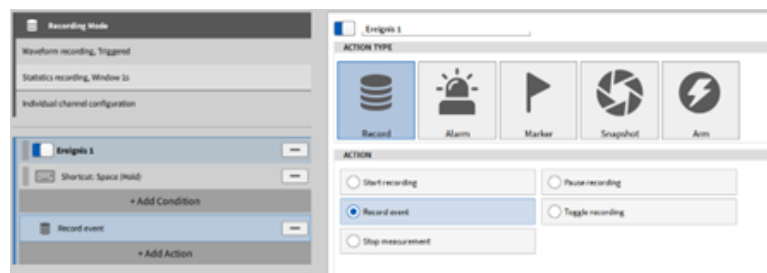 Recording Mode
Waveform recording, Triggered
Statistics recording, Window 1s
Individual channel configuration
Ereignis 1
Shortcut: Space (Hold)
+ Add Condition
Record event
+ Add Action
Ereignis 1
ACTION TYPE
Record
Alarm
Marker
Snapshot
Arm
ACTION
Start recording
Pause recording
Record event
Toggle recording
Stop measurement